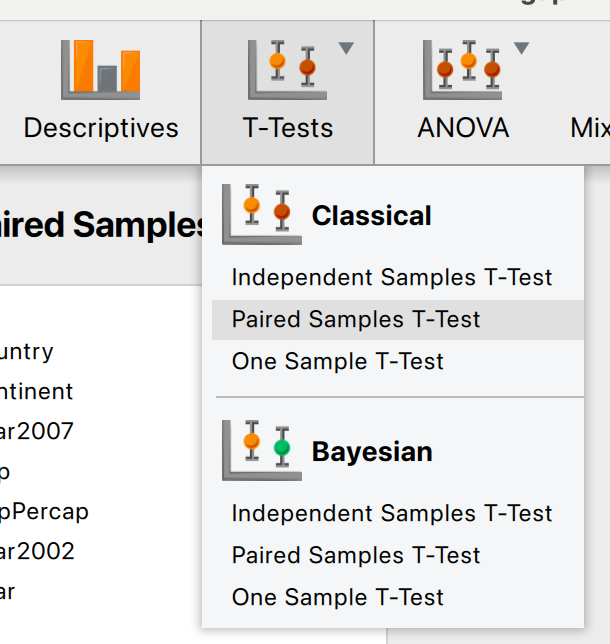 Descriptives
T-Tests
ANOVA
Mix
ired Samples
Classical
Independent Samples T-Test
Paired Samples T-Test
One Sample T-Test
Bayesian
Independent Samples T-Test
Paired Samples T-Test
One Sample T-Test
untry
ntinent
ar2007
p
pPercap
ar2002
ar